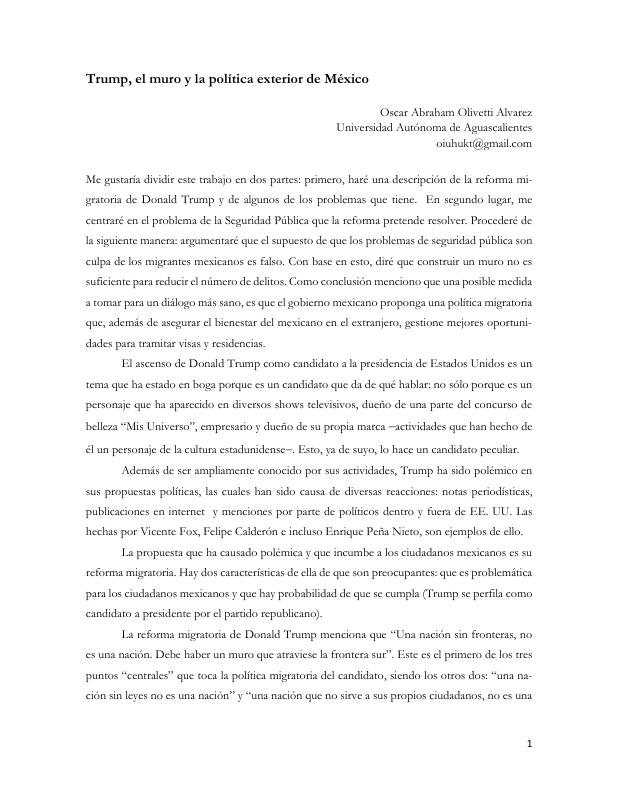 Trump, el muro y la política exterior de México
Oscar Abraham Olivetti Alvarez
Universidad Autónoma de Aguascalientes
oiuhukt@gmail.com
Me gustaría dividir este trabajo en dos partes: primero, haré una descripción de la reforma mi-
gratoria de Donald Trump y de algunos de los problemas que tiene.  En segundo lugar, me
centraré en el problema de la Seguridad Pública que la reforma pretende resolver. Procederé de
la siguiente manera: argumentaré que el supuesto de que los problemas de seguridad pública son
culpa de los migrantes mexicanos es falso. Con base en esto, diré que construir un muro no es
suficiente para reducir el número de delitos. Como conclusión menciono que una posible medida
a tomar para un diálogo más sano, es que el gobierno mexicano proponga una política migratoria
que, además de asegurar el bienestar del mexicano en el extranjero, gestione mejores oportuni-
dades para tramitar visas y residencias.
El ascenso de Donald Trump como candidato a la presidencia de Estados Unidos es un
tema que ha estado en boga porque es un candidato que da de qué hablar: no sólo porque es un
personaje que ha aparecido en diversos shows televisivos, dueño de una parte del concurso de
belleza “Mis Universo”, empresario y dueño de su propia marca –actividades que han hecho de
él un personaje de la cultura estadunidense–. Esto, ya de suyo, lo hace un candidato peculiar.
Además de ser ampliamente conocido por sus actividades, Trump ha sido polémico en
sus propuestas políticas, las cuales han sido causa de diversas reacciones: notas periodísticas,
publicaciones en internet  y menciones por parte de políticos dentro y fuera de EE. UU. Las
hechas por Vicente Fox, Felipe Calderón e incluso Enrique Peña Nieto, son ejemplos de ello.
La propuesta que ha causado polémica y que incumbe a los ciudadanos mexicanos es su
reforma migratoria. Hay dos características de ella de que son preocupantes: que es problemática
para los ciudadanos mexicanos y que hay probabilidad de que se cumpla (Trump se perfila como
candidato a presidente por el partido republicano).
La reforma migratoria de Donald Trump menciona que “Una nación sin fronteras, no
es una nación. Debe haber un muro que atraviese la frontera sur”. Este es el primero de los tres
puntos “centrales” que toca la política migratoria del candidato, siendo los otros dos: “una na-
ción sin leyes no es una nación” y “una nación que no sirve a sus propios ciudadanos, no es una
1